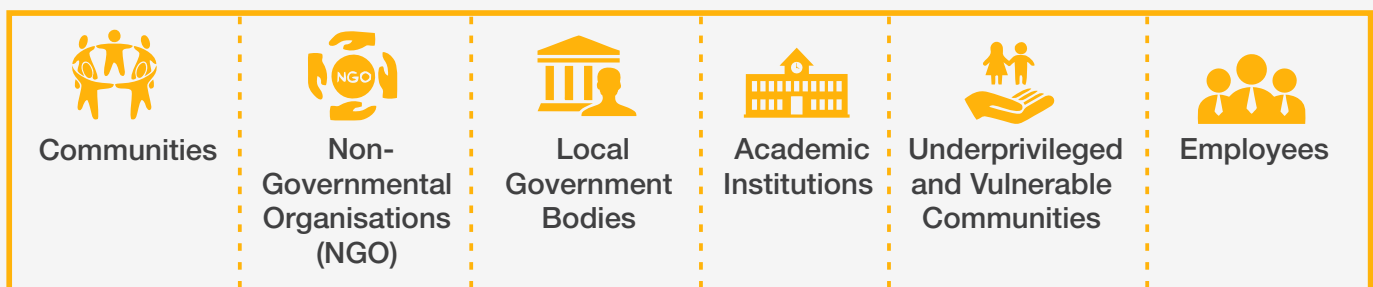 NGO
Communities
Non-
Governmental
Organisations
(NGO)
Local
Government
Bodies
Academic
Institutions
Underprivileged
and Vulnerable
Communities
Employees